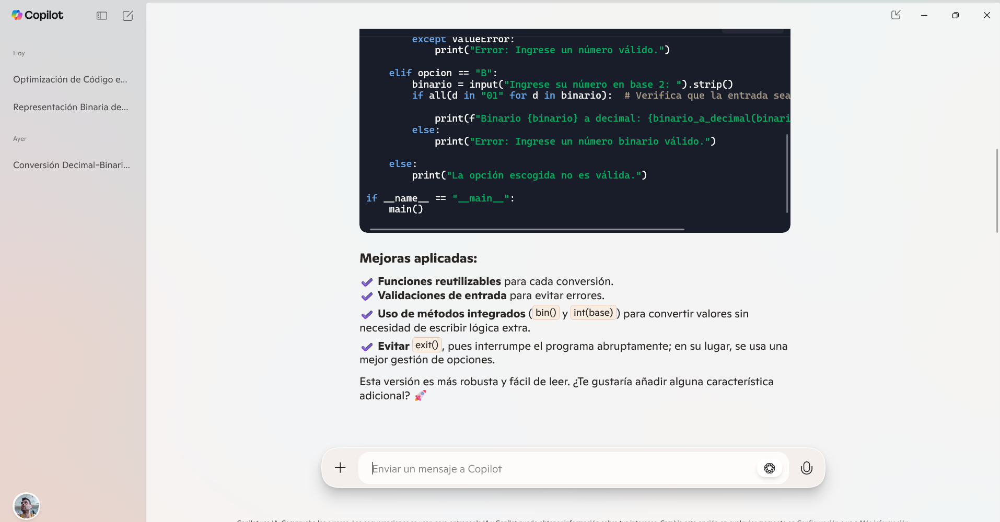 Copilot
Hoy
Optimización de Código e...
Representación Binaria de...
Ayer
Conversión Decimal-Binari...
except ValueError:
print("Error: Ingrese un número válido.")
elif opcion == "B":
binario = input("Ingrese su número en base 2: ").strip()
if all(d in "01" for d in binario):  # Verifica que la entrada sea
print(f"Binario {binario} a decimal: {binario_a_decimal(binari
else:
print("Error: Ingrese un número binario válido.")
else:
print("La opción escogida no es válida.")
if __name__ == "__main__":
main()
Mejoras aplicadas:
✔ Funciones reutilizables para cada conversión.
✔ Validaciones de entrada para evitar errores.
✔ Uso de métodos integrados (bin() y int(base)) para convertir valores sin
necesidad de escribir lógica extra.
✔ Evitar exit(), pues interrumpe el programa abruptamente; en su lugar, se usa una
mejor gestión de opciones.
Esta versión es más robusta y fácil de leer. ¿Te gustaría añadir alguna característica
adicional? 🚀
Enviar un mensaje a Copilot